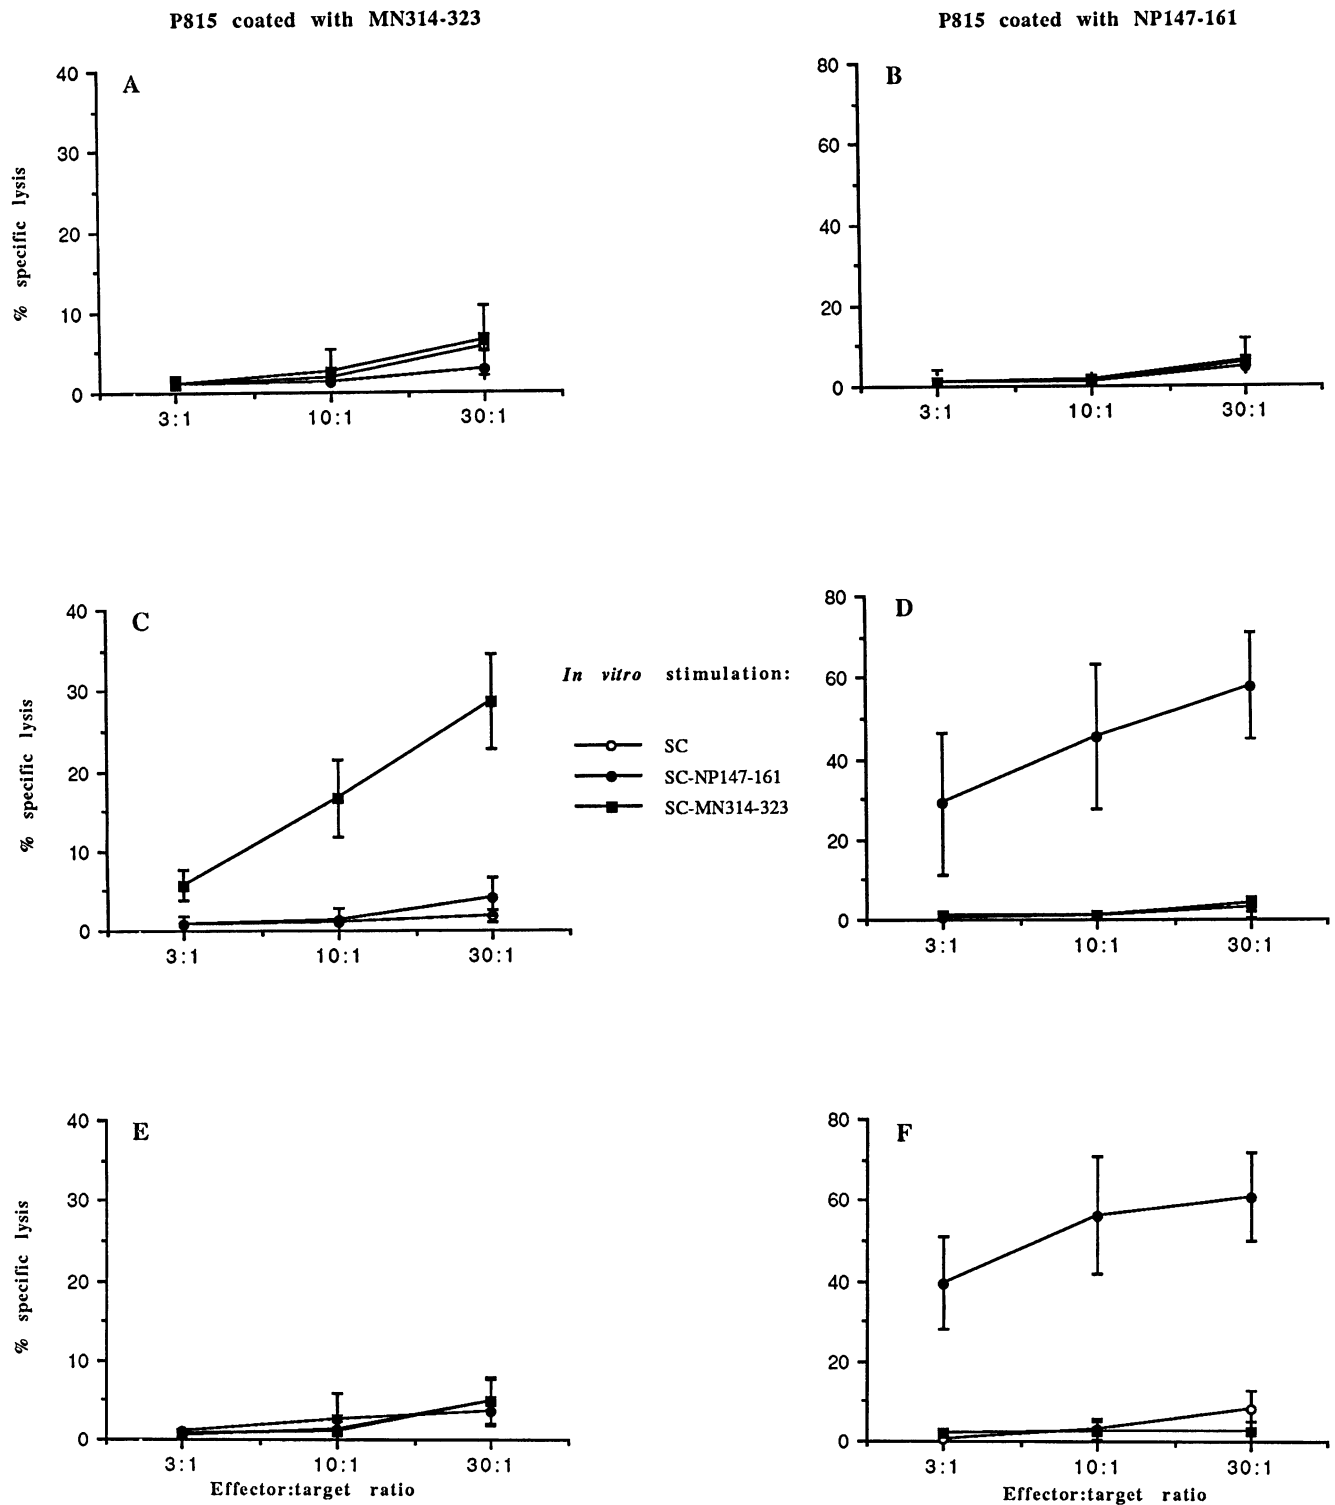 P815 coated with MN314-323
P815 coated with NP147-161
A
40
30
20
10
0
% specific lysis
3:1 10:1 30:1
B
80
60
40
20
0
3:1 10:1 30:1
C
40
30
20
10
0
% specific lysis
3:1 10:1 30:1
In vitro stimulation:
SC
SC-NP147-161
SC-MN314-323
D
80
60
40
20
0
3:1 10:1 30:1
E
40
30
20
10
0
% specific lysis
3:1 10:1 30:1
Effector:target ratio
F
80
60
40
20
0
3:1 10:1 30:1
Effector:target ratio